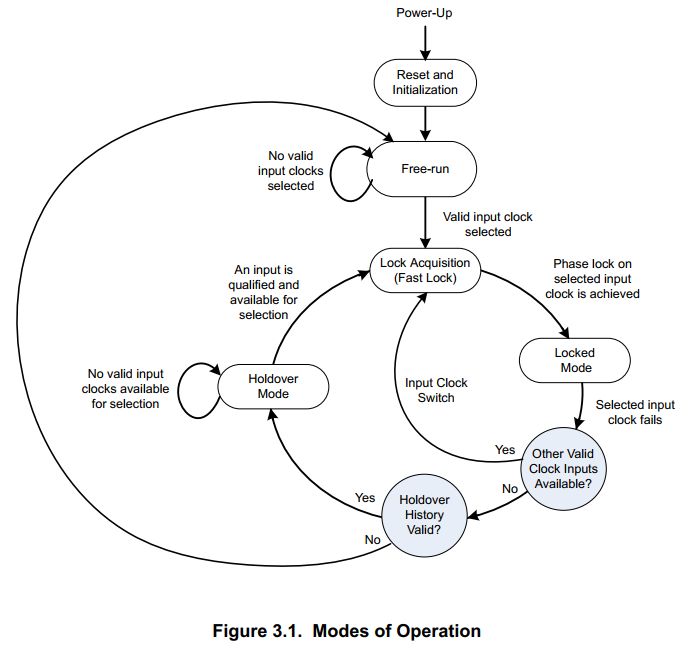 Power-Up
Reset and
Initialization
No valid
input clocks
selected
Free-run
Valid input clock
selected
An input is
qualified and
available for
selection
Lock Acquisition
(Fast Lock)
Phase lock on
selected input
clock is achieved
No valid input
clocks available
for selection
Holdover
Mode
Input Clock
Switch
Locked
Mode
Selected input
clock fails
Yes
Other Valid
Clock Inputs
Available?
No
Yes
Holdover
History
Valid?
No
Figure 3.1. Modes of Operation